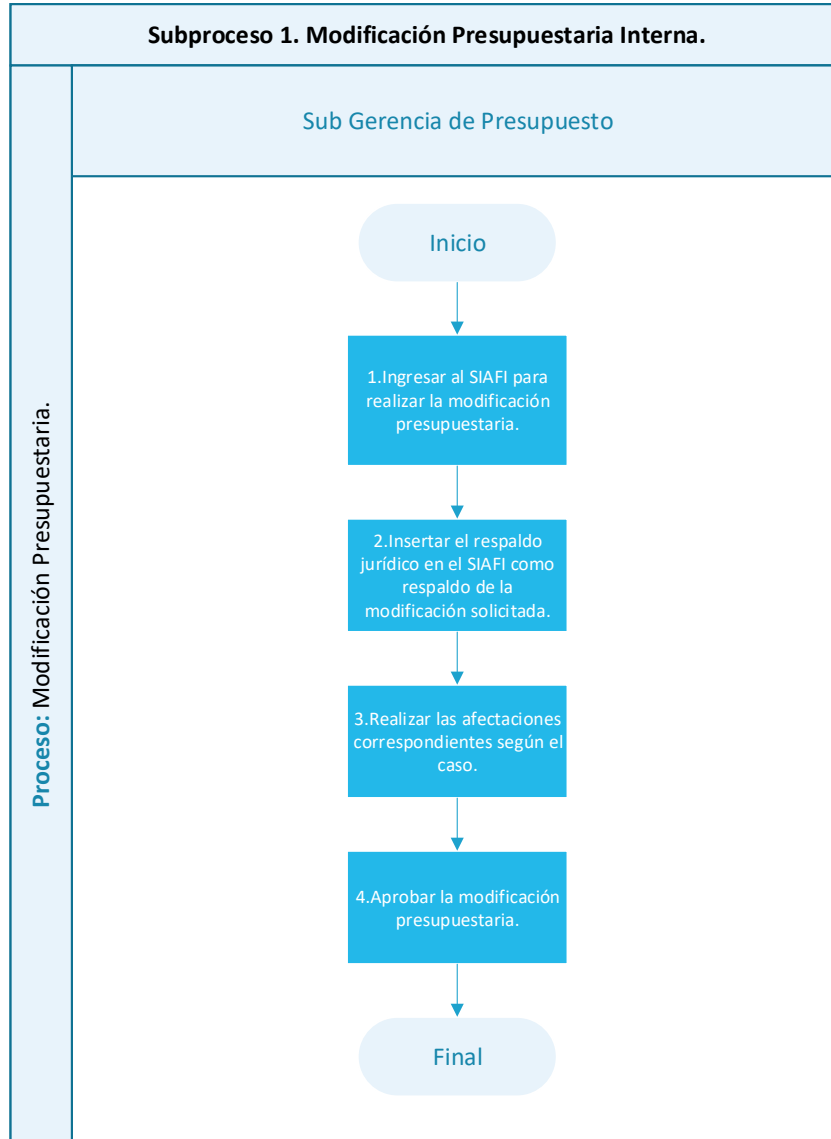 Subproceso 1. Modificación Presupuestaria Interna.
Proceso: Modificación Presupuestaria.
Sub Gerencia de Presupuesto
Inicio
1.Ingresar al SIAFI para
realizar la modificación
presupuestaria.
2.Insertar el respaldo
jurídico en el SIAFI como
respaldo de la
modificación solicitada.
3.Realizar las afectaciones
correspondientes según el
caso.
4.Aprobar la modificación
presupuestaria.
Final